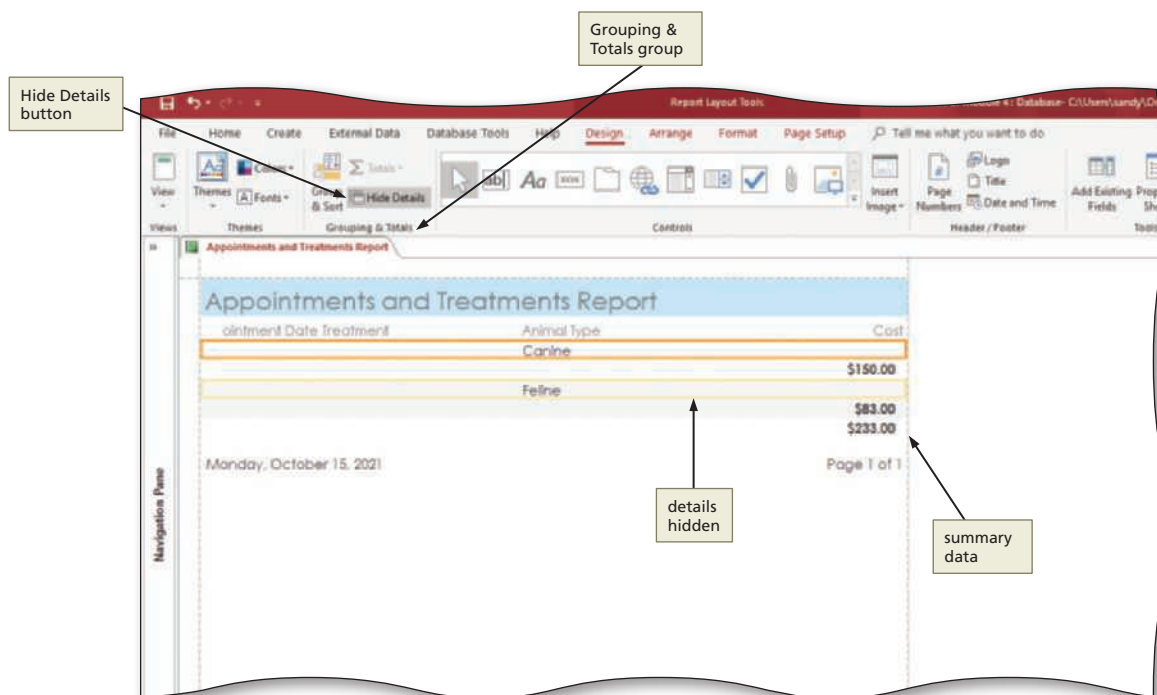 Grouping &
Totals group
Hide Details
button
Report Layout Tools
Database- C:\Users\sandy\On
File Home Create External Data Database Tools Help Design Arrange Format Page Setup Tell me what you want to do
View
Themes
Colors
Fonts
& Sort
Totals
Hide Details
Aa
Insert
Image
Page
Numbers
Logo
Title
Date and Time
Add Existing
Fields
Views Themes Grouping & Totals Controls Header / Footer Tools
Appointments and Treatments Report
Appointments and Treatments Report
ointment Date Treatment Animal Type Cost
Canine
$150.00
Feline
$83.00
$233.00
Monday, October 15, 2021 Page 1 of 1
Navigation Pane
details
hidden
summary
data